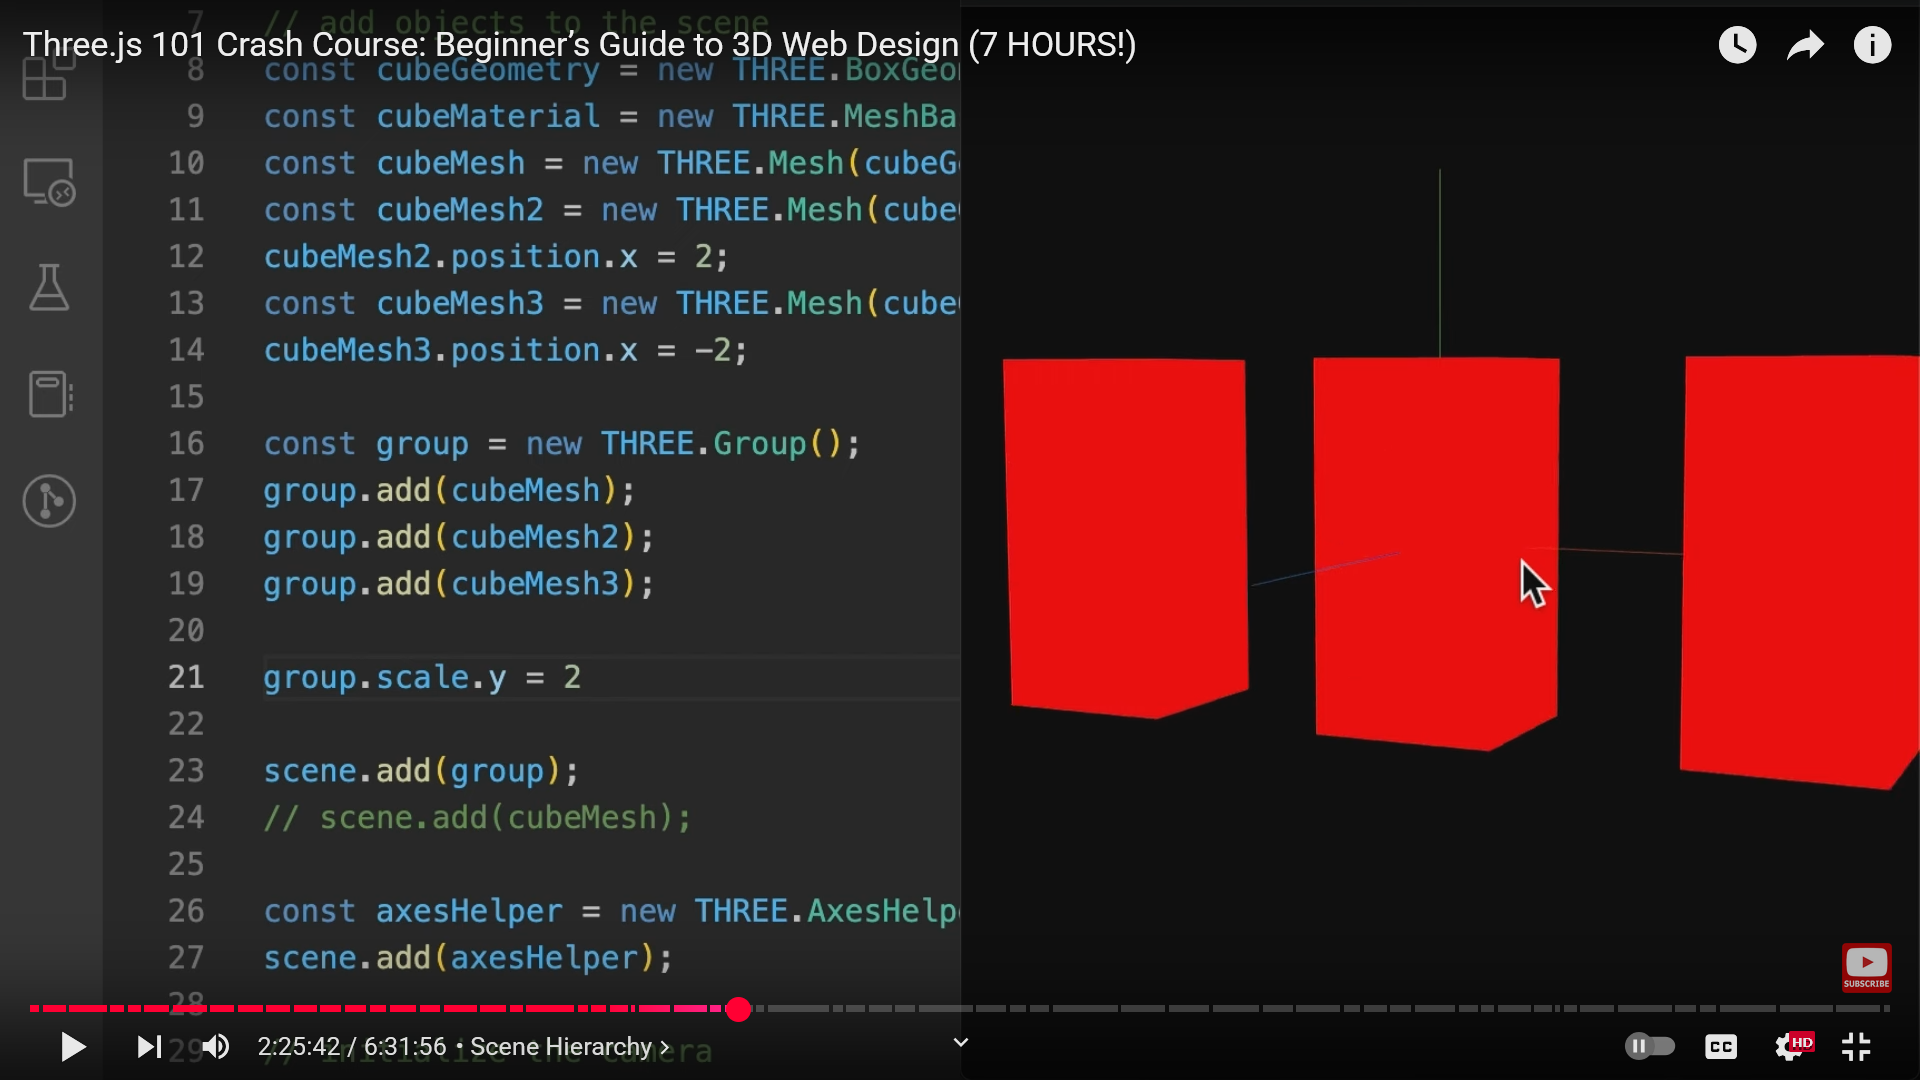 7 // add objects to the scene
Three.js 101 Crash Course: Beginner's Guide to 3D Web Design (7 HOURS!)
8 const cubeGeometry = new THREE.BoxGeo
9 const cubeMaterial = new THREE.MeshBa
10 const cubeMesh = new THREE.Mesh(cubeG
11 const cubeMesh2 = new THREE.Mesh(cube
12 cubeMesh2.position.x = 2;
13 const cubeMesh3 = new THREE.Mesh(cube
14 cubeMesh3.position.x = -2;
15
16 const group = new THREE.Group();
17 group.add(cubeMesh);
18 group.add(cubeMesh2);
19 group.add(cubeMesh3);
20
21 group.scale.y = 2
22
23 scene.add(group);
24 // scene.add(cubeMesh);
25
26 const axesHelper = new THREE.AxesHelp
27 scene.add(axesHelper);
SUBSCRIBE
28
29 // initialize the camera
2:25:42 / 6:31:56 • Scene Hierarchy ›
CC
HD